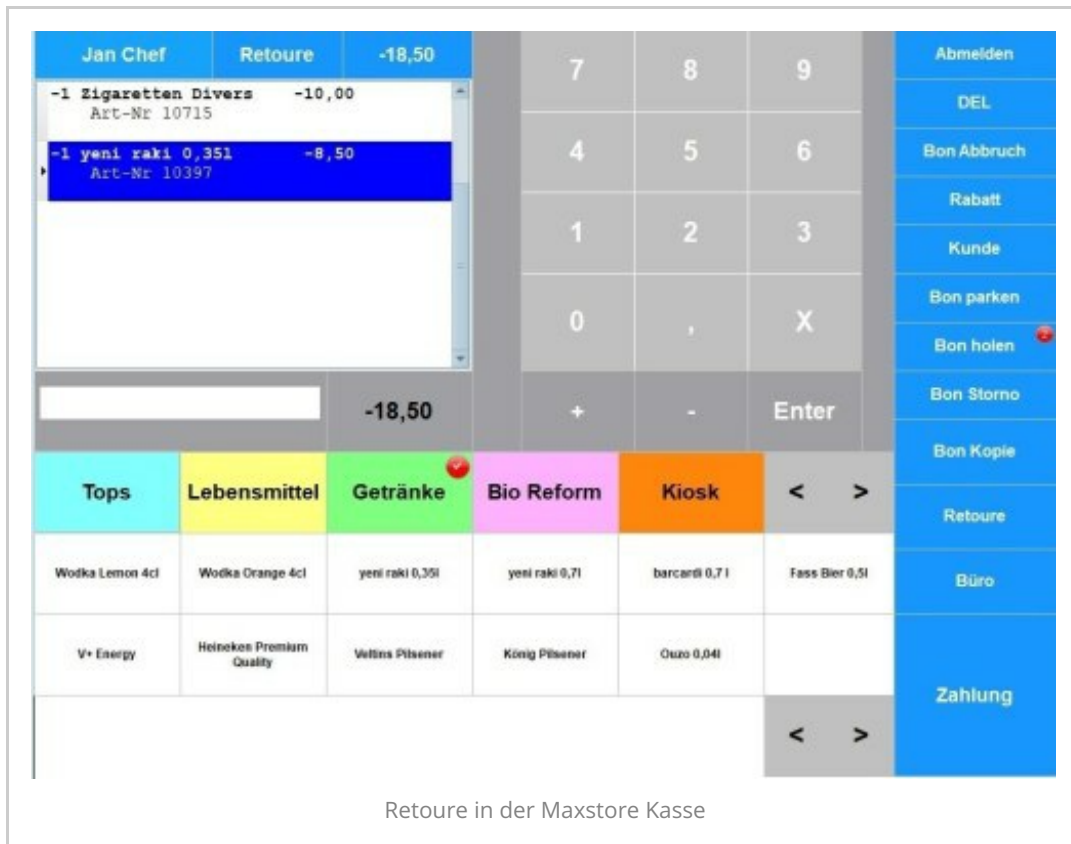 Jan Chef Retoure -18,50
-1 Zigaretten Divers -10,00
Art-Nr 10715
-1 yeni raki 0,35l -8,50
Art-Nr 10397
-18,50
7 8 9
4 5 6
1 2 3
0 , X
+ - Enter
Abmelden
DEL
Bon Abbruch
Rabatt
Kunde
Bon parken
Bon holen
Bon Storno
Bon Kopie
Retoure
Büro
Zahlung
Tops Lebensmittel Getränke Bio Reform Kiosk < >
Wodka Lemon 4cl Wodka Orange 4cl yeni raki 0,35l yeni raki 0,7l barcardi 0,7 l Fass Bier 0,5l
V+ Energy Heineken Premium Quality Veltins Pilsener König Pilsener Ouzo 0,04l
< >
Retoure in der Maxstore Kasse